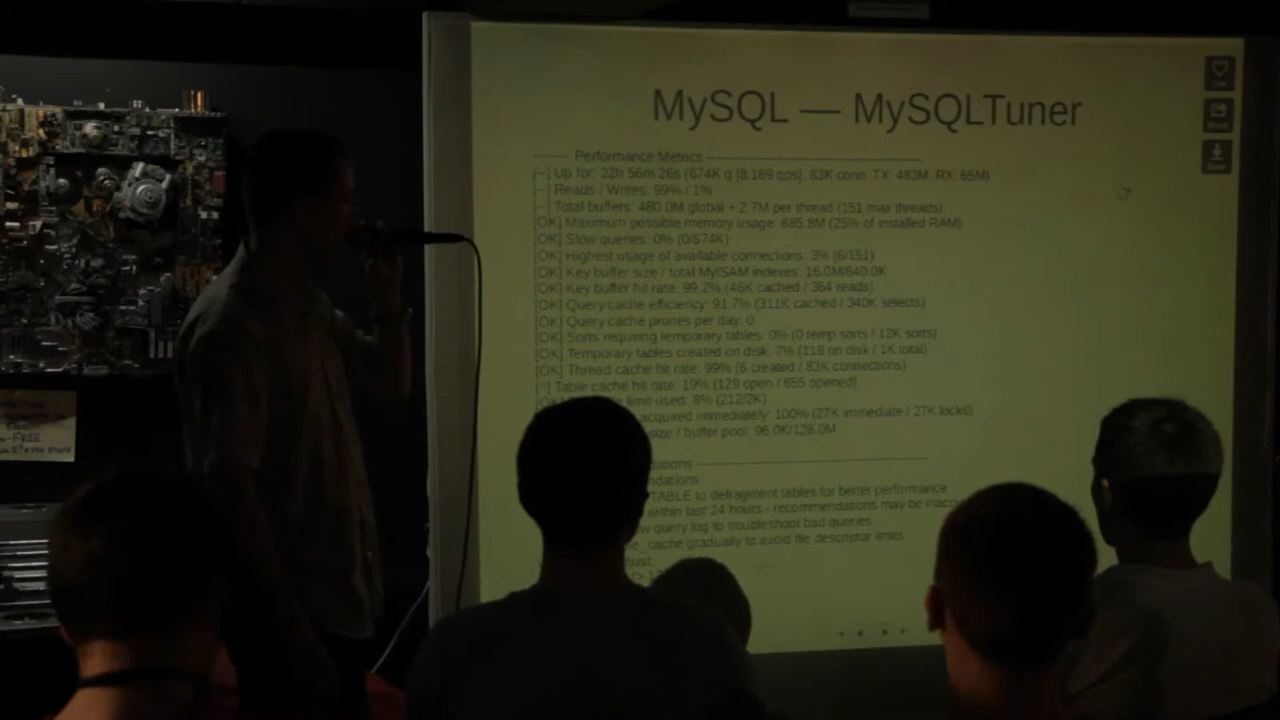 MySQL — MySQLTuner
-------- Performance Metrics --------
[--] Up for: 22h 56m 26s (674K q [8.169 qps], 83K conn, TX: 483M, RX: 65M)
[--] Reads / Writes: 99% / 1%
[--] Total buffers: 480.0M global + 2.7M per thread (151 max threads)
[OK] Maximum possible memory usage: 885.8M (25% of installed RAM)
[OK] Slow queries: 0% (0/674K)
[OK] Highest usage of available connections: 3% (6/151)
[OK] Key buffer size / total MyISAM indexes: 16.0M/640.0K
[OK] Key buffer hit rate: 99.2% (46K cached / 364 reads)
[OK] Query cache efficiency: 91.7% (311K cached / 340K selects)
[OK] Query cache prunes per day: 0
[OK] Sorts requiring temporary tables: 0% (0 temp sorts / 12K sorts)
[OK] Temporary tables created on disk: 7% (118 on disk / 1K total)
[OK] Thread cache hit rate: 99% (6 created / 83K connections)
[!!] Table cache hit rate: 19% (129 open / 655 opened)
limit used: 8% (212/2K)
acquired immediately: 100% (27K immediate / 27K locks)
size / buffer pool: 96.0K/128.0M
TABLE to defragment tables for better performance
within last 24 hours - recommendations may be
query log to troubleshoot bad queries
cache gradually to avoid file descriptor limits
-FREE